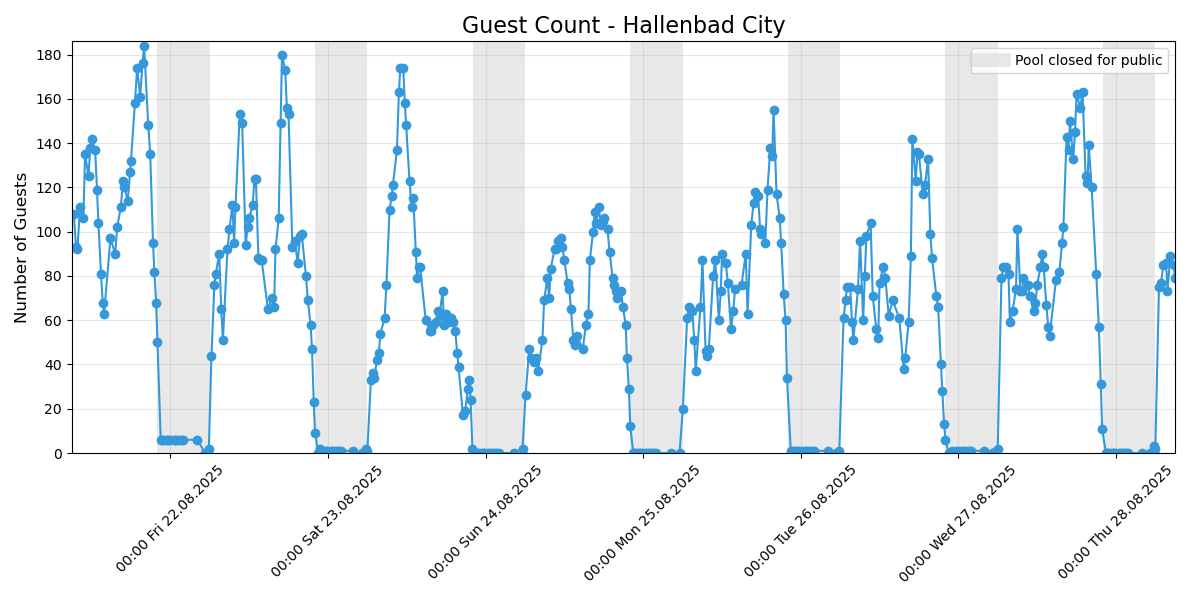 Guest Count - Hallenbad City
Pool closed for public
Number of Guests
180
160
140
120
100
80
60
40
20
0
00:00 Fri 22.08.2025
00:00 Sat 23.08.2025
00:00 Sun 24.08.2025
00:00 Mon 25.08.2025
00:00 Tue 26.08.2025
00:00 Wed 27.08.2025
00:00 Thu 28.08.2025